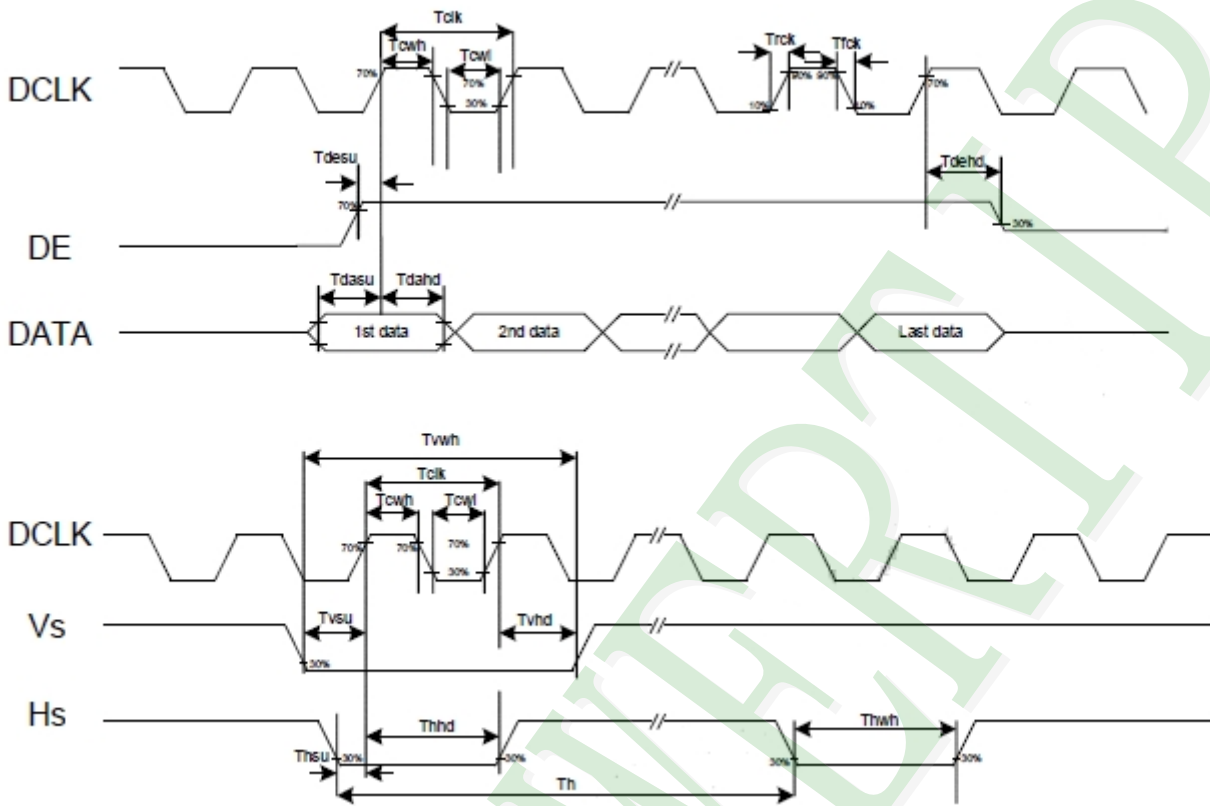 Tclk
Tcwh
Tcwl
Trck
Tfck
DCLK
70%
70%
30%
90%
90%
10%
10%
70%
Tdesu
Tdehd
70%
DE
30%
Tdasu
Tdahd
DATA
1st data
2nd data
Last data
Tvwh
Tclk
Tcwh
Tcwl
DCLK
70%
70%
70%
30%
Vs
Tvsu
Tvhd
30%
Hs
Thhd
Thwh
Thsu
30%
30%
30%
30%
Th